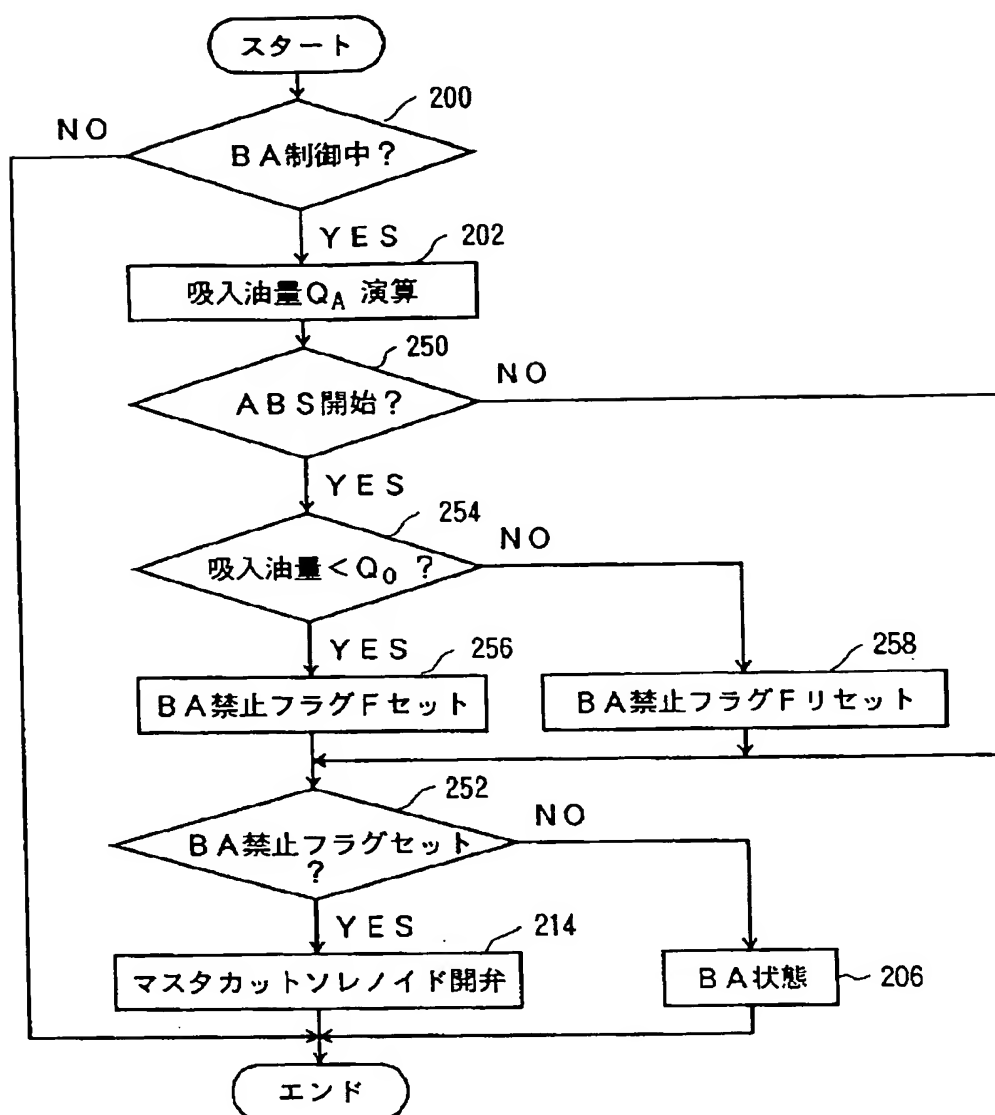 スタート
200
NO
BA制御中?
YES
202
吸入油量QA 演算
250
NO
ABS開始?
YES
254
NO
吸入油量<Q0 ?
YES
256
258
BA禁止フラグFセット
BA禁止フラグFリセット
252
NO
BA禁止フラグセット
?
YES
214
マスタカットソレノイド開弁
BA状態
206
エンド